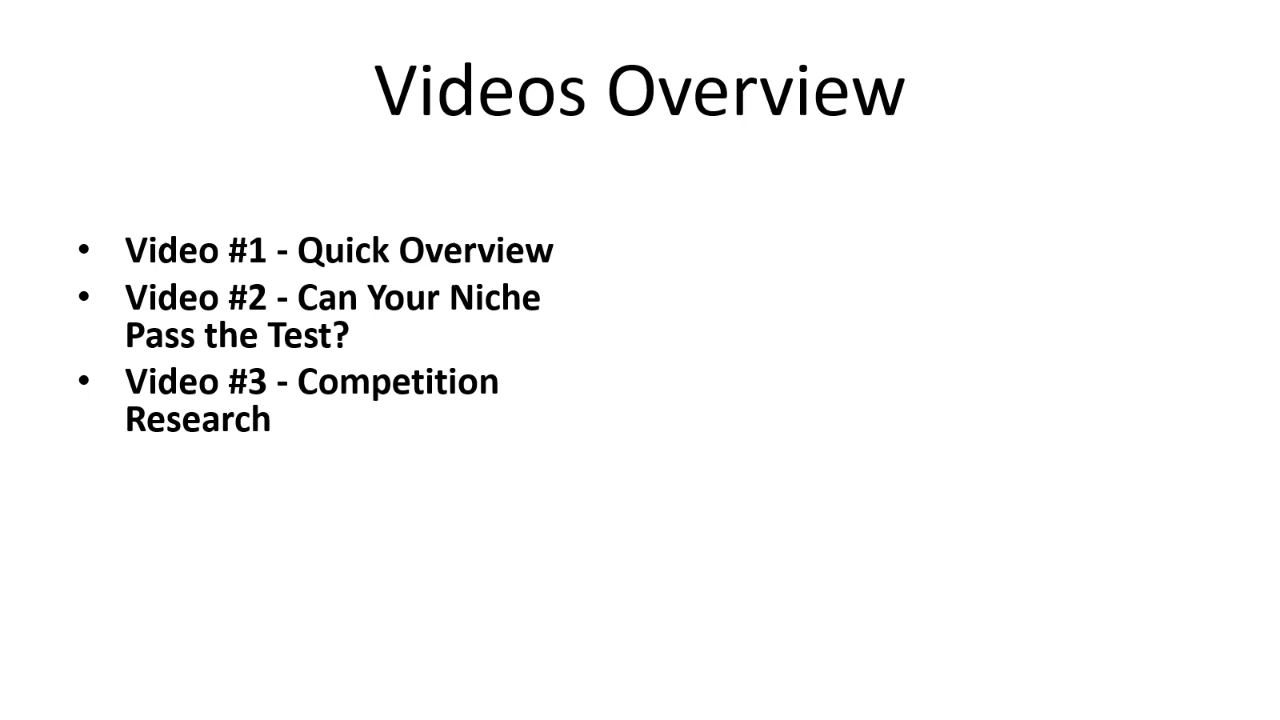 Videos Overview
• Video #1 - Quick Overview
• Video #2 - Can Your Niche
Pass the Test?
• Video #3 - Competition
Research